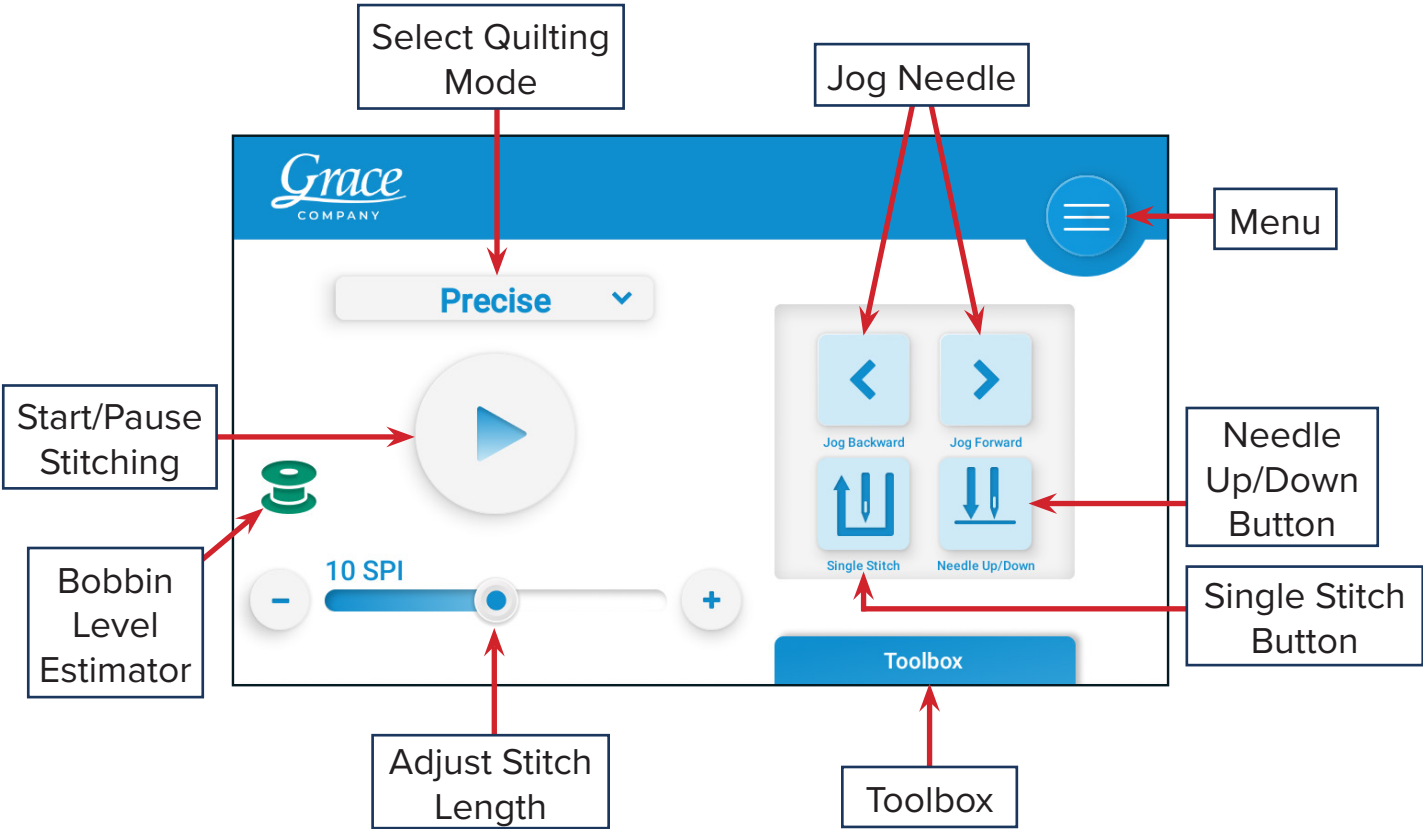 Select Quilting
Mode
Jog Needle
Grace
COMPANY
Menu
Precise
Start/Pause
Stitching
Jog Backward
Jog Forward
Needle
Up/Down
Button
Bobbin
Level
Estimator
10 SPI
-
+
Single Stitch
Needle Up/Down
Single Stitch
Button
Toolbox
Adjust Stitch
Length
Toolbox